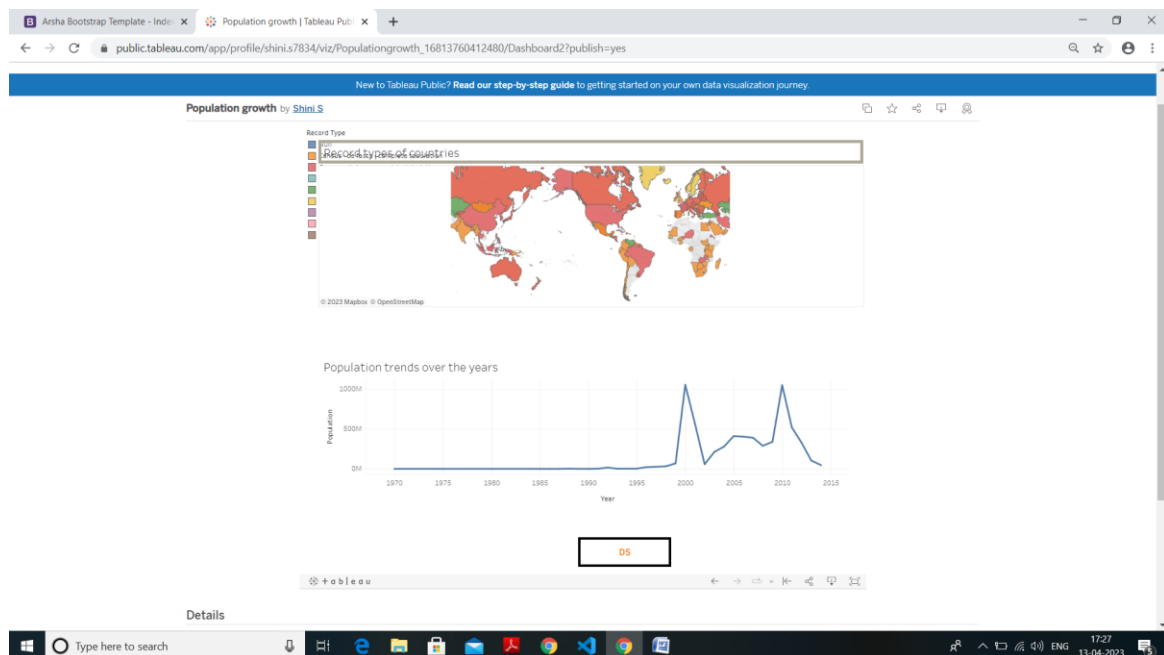 Arsha Bootstrap Template - Inde
Population growth | Tableau Publ
public.tableau.com/app/profile/shini.s7834/viz/Populationgrowth_16813760412480/Dashboard2?publish=yes
New to Tableau Public? Read our step-by-step guide to getting started on your own data visualization journey.
Population growth by Shini S
Record Type
Record types of countries
© 2023 Mapbox © OpenStreetMap
Population trends over the years
1000M
500M
0M
Population
1970 1975 1980 1985 1990 1995 2000 2005 2010 2015
Year
DS
+ableau
Details
Type here to search
ENG
17:27
13-04-2023